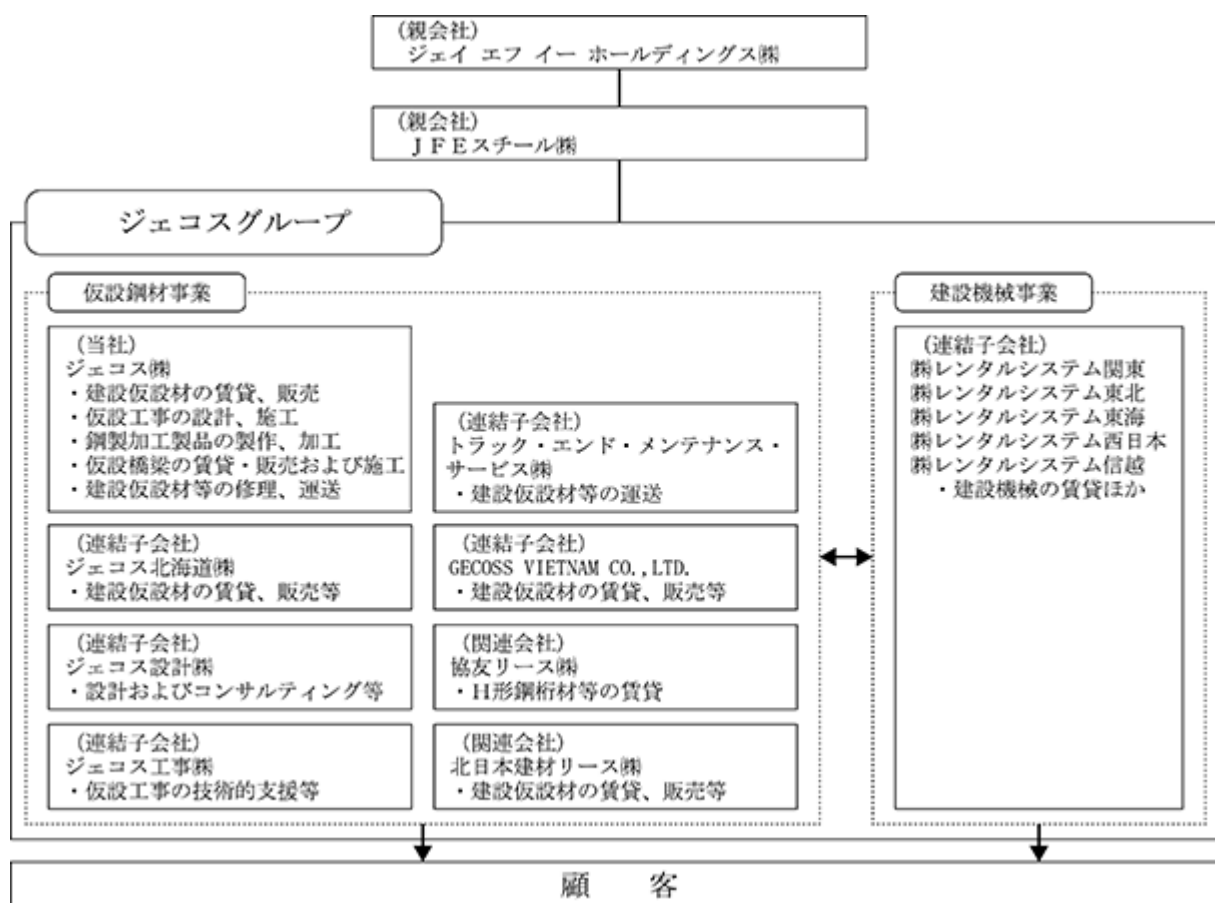 (親会社)
ジェイ エフ イー ホールディングス㈱
(親会社)
ＪＦＥスチール㈱
ジェコスグループ
仮設鋼材事業
(当社)
ジェコス㈱
・建設仮設材の賃貸、販売
・仮設工事の設計、施工
・鋼製加工製品の製作、加工
・仮設橋梁の賃貸・販売および施工
・建設仮設材等の修理、運送
(連結子会社)
ジェコス北海道㈱
・建設仮設材の賃貸、販売等
(連結子会社)
ジェコス設計㈱
・設計およびコンサルティング等
(連結子会社)
ジェコス工事㈱
・仮設工事の技術的支援等
(連結子会社)
トラック・エンド・メンテナンス・
サービス㈱
・建設仮設材等の運送
(連結子会社)
GECOSS VIETNAM CO.,LTD.
・建設仮設材の賃貸、販売等
(関連会社)
協友リース㈱
・H形鋼桁材等の賃貸
(関連会社)
北日本建材リース㈱
・建設仮設材の賃貸、販売等
建設機械事業
(連結子会社)
㈱レンタルシステム関東
㈱レンタルシステム東北
㈱レンタルシステム東海
㈱レンタルシステム西日本
㈱レンタルシステム信越
・建設機械の賃貸ほか
顧　　客